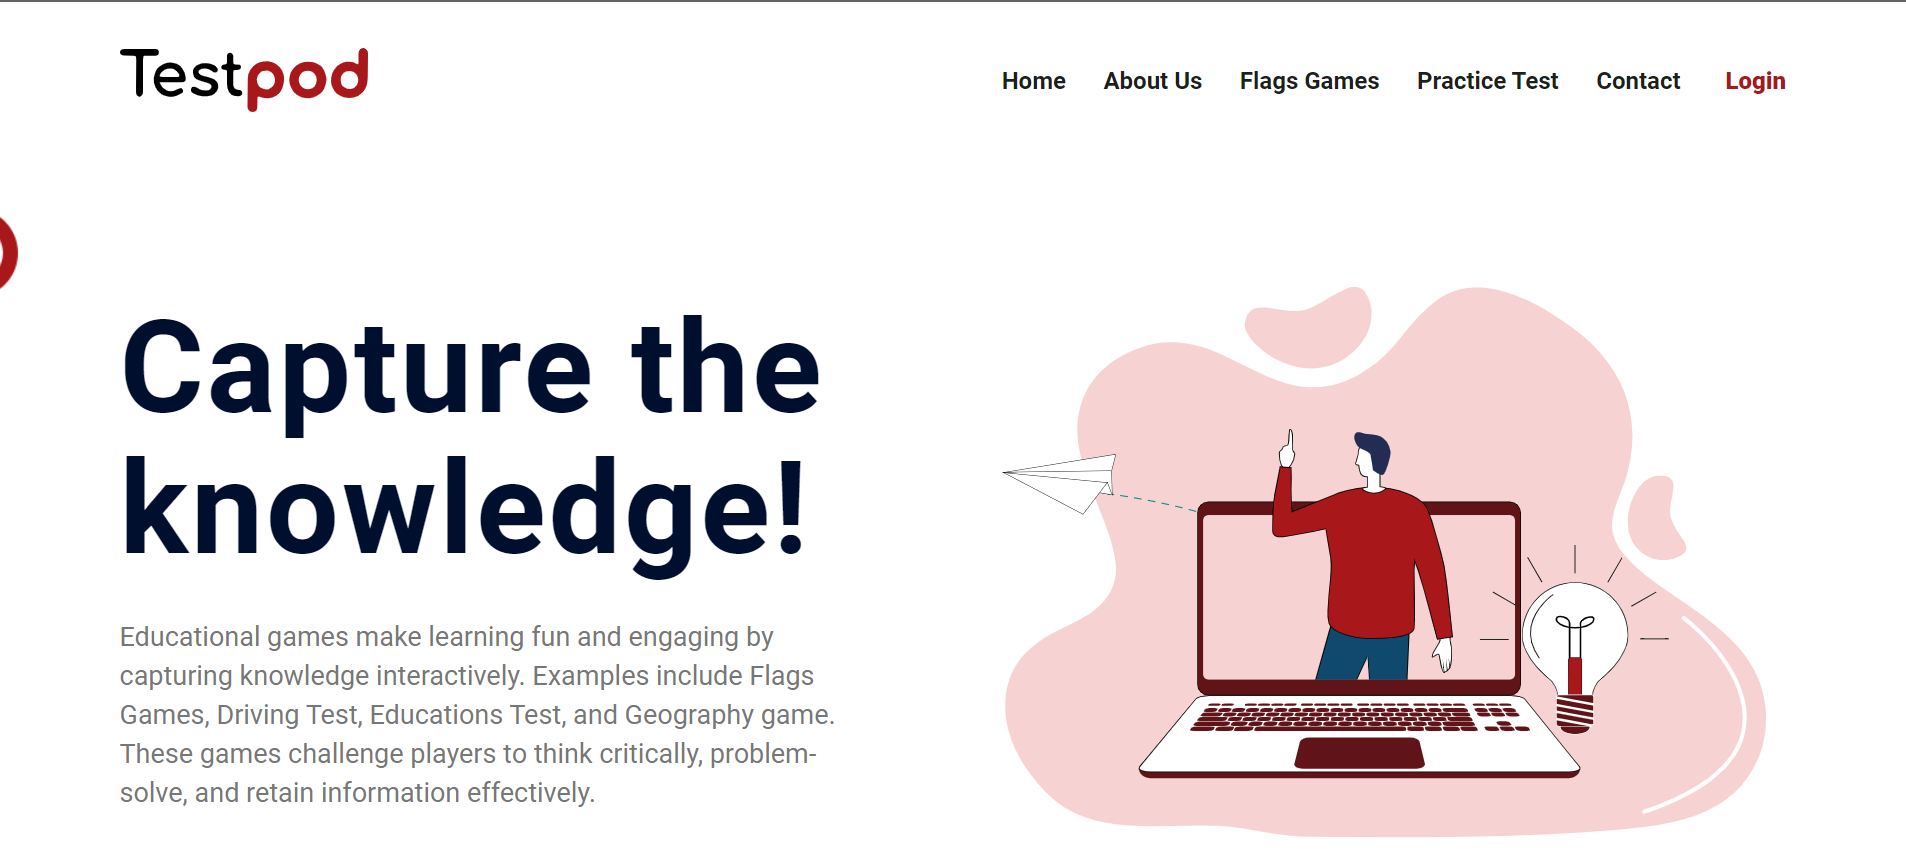 Testpod
Home About Us Flags Games Practice Test Contact Login
Capture the
knowledge!
Educational games make learning fun and engaging by
capturing knowledge interactively. Examples include Flags
Games, Driving Test, Educations Test, and Geography game.
These games challenge players to think critically, problem-
solve, and retain information effectively.